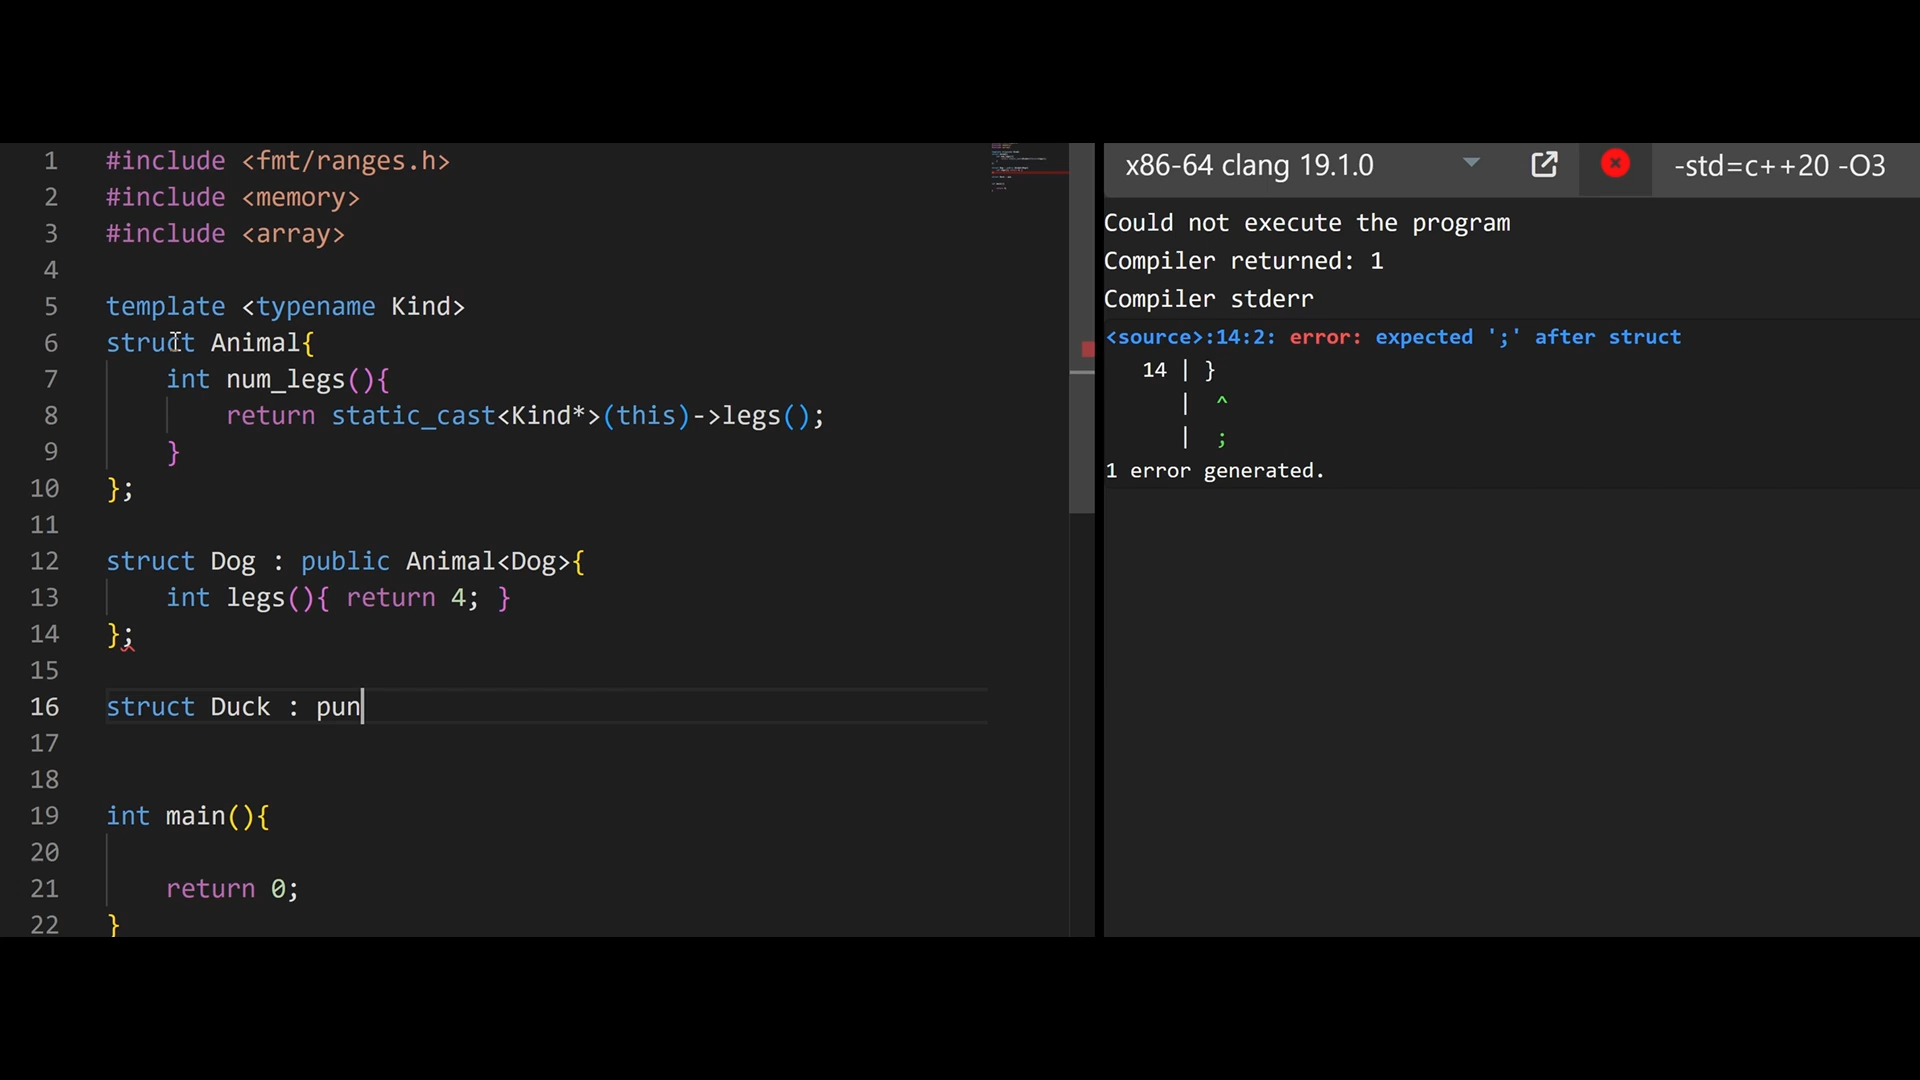 1 #include <fmt/ranges.h>
2 #include <memory>
3 #include <array>
4
5 template <typename Kind>
6 struct Animal{
7 int num_legs(){
8 return static_cast<Kind*>(this)->legs();
9 }
10 };
11
12 struct Dog : public Animal<Dog>{
13 int legs(){ return 4; }
14 };
15
16 struct Duck : pun
17
18
19 int main(){
20
21 return 0;
22 }
x86-64 clang 19.1.0 -std=c++20 -O3
Could not execute the program
Compiler returned: 1
Compiler stderr
<source>:14:2: error: expected ';' after struct
14 | }
| ^
| ;
1 error generated.